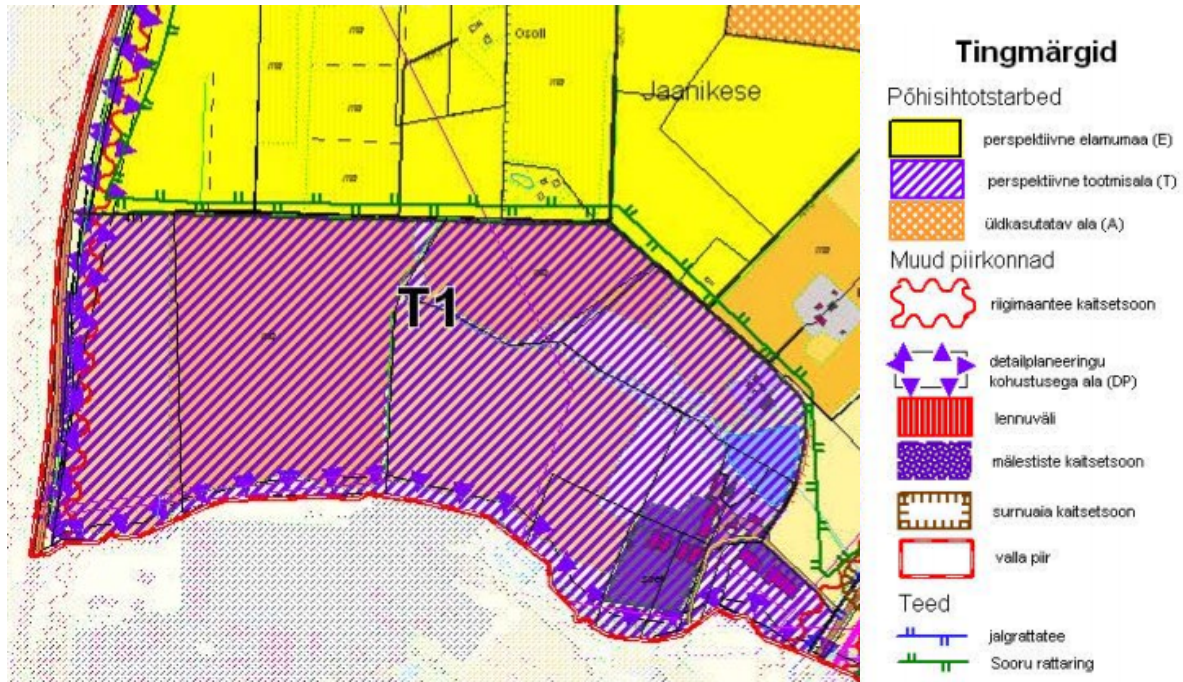 Osoll
Jaanikese
T1
Tingmärgid
Põhisihtotstarbed
perspektiivne elamumaa (E)
perspektiivne tootmisala (T)
üldkasutatav ala (A)
Muud piirkonnad
riigimaantee kaitsetsoon
detailplaneeringu
kohustusega ala (DP)
lennuväli
mälestiste kaitsetsoon
surnuaia kaitsetsoon
valla piir
Teed
jalgrattatee
Sooru rattaring